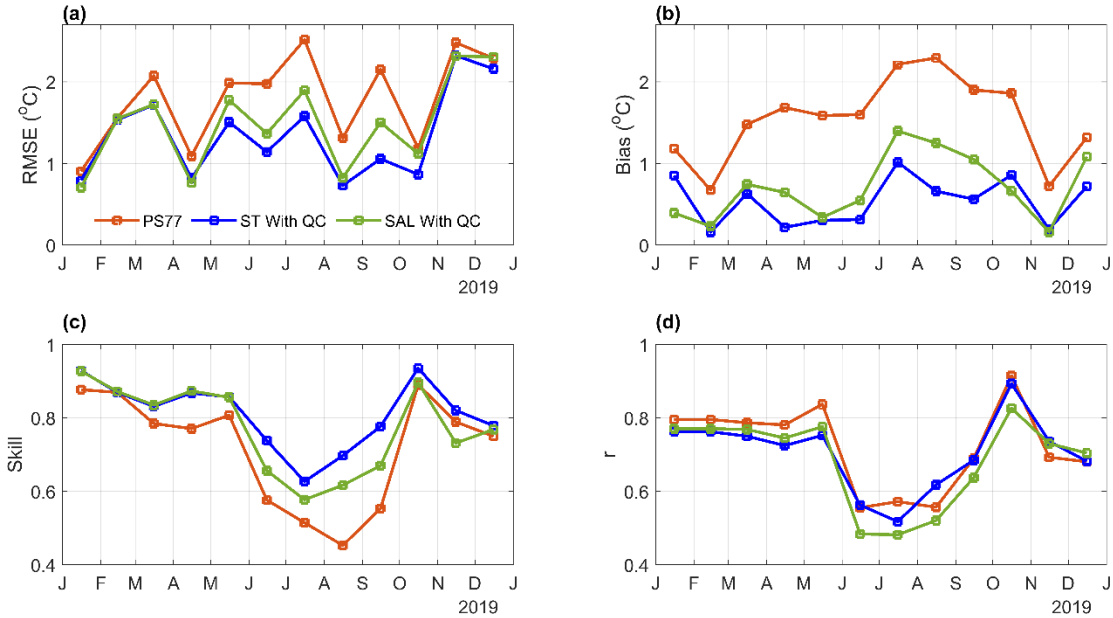 (a)
RMSE (°C)
2
1
0
PS77 ST With QC SAL With QC
J F M A M J J A S O N D J
2019
(b)
Bias (°C)
2
1
0
J F M A M J J A S O N D J
2019
(c)
Skill
1
0.8
0.6
0.4
J F M A M J J A S O N D J
2019
(d)
r
1
0.8
0.6
0.4
J F M A M J J A S O N D J
2019